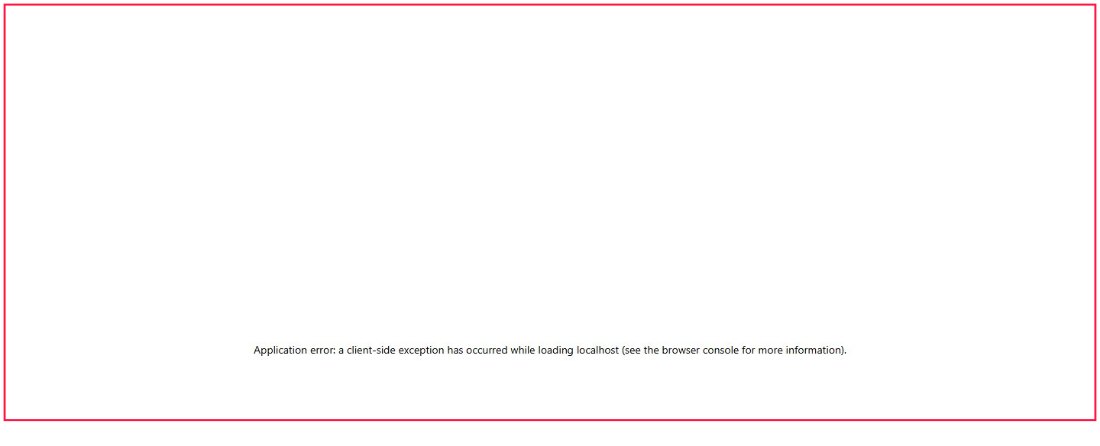 Application error: a client-side exception has occurred while loading localhost (see the browser console for more information).